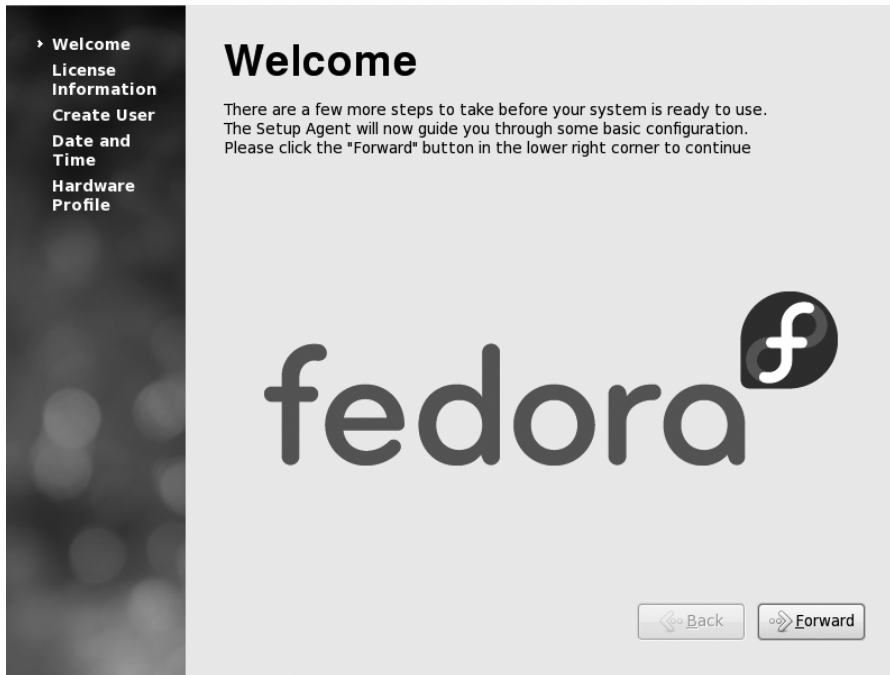 Welcome
License
Information
Create User
Date and
Time
Hardware
Profile
Welcome
There are a few more steps to take before your system is ready to use.
The Setup Agent will now guide you through some basic configuration.
Please click the "Forward" button in the lower right corner to continue
fedora
f
Back
Forward